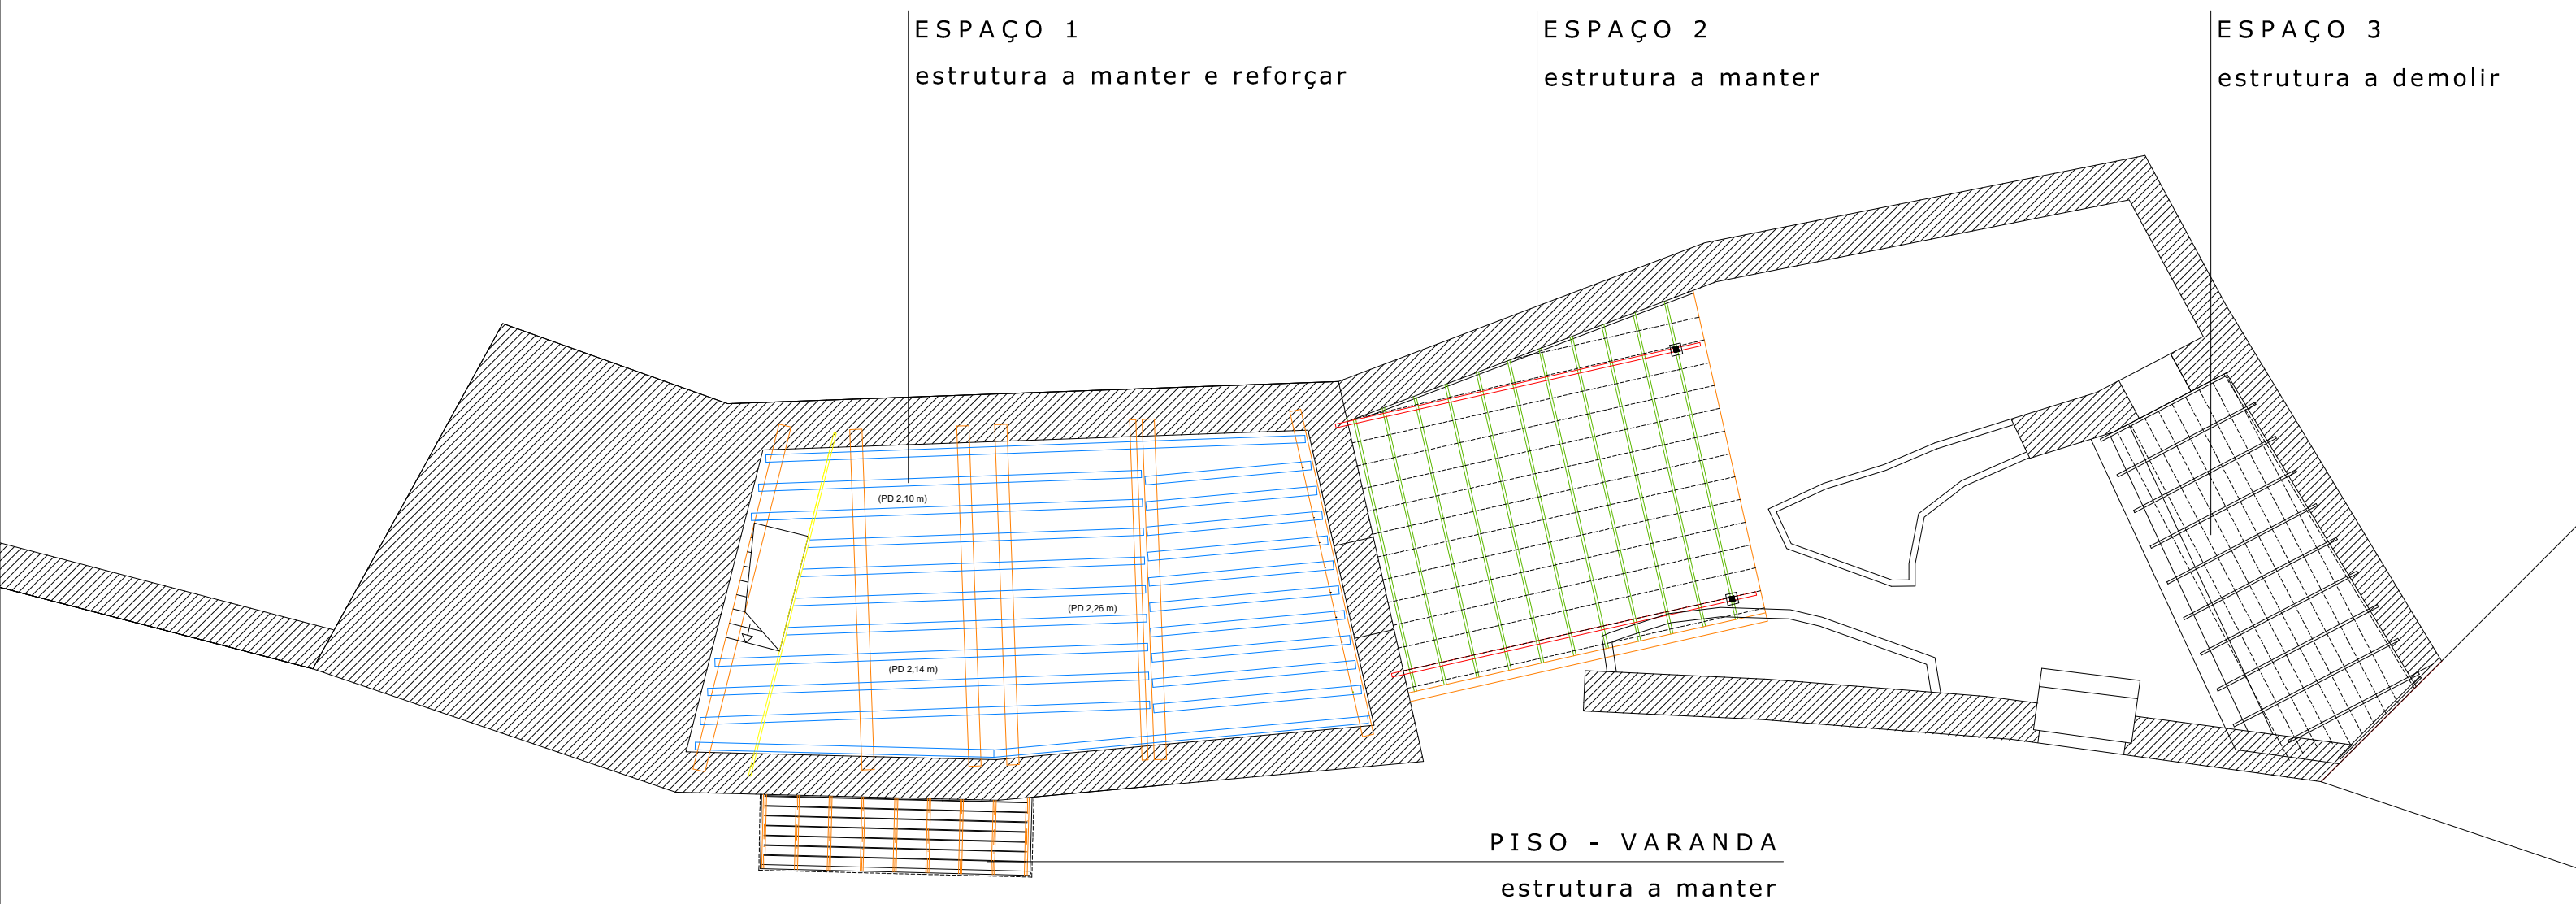 ESPAÇO 1
estrutura a manter e reforçar
ESPAÇO 2
estrutura a manter
ESPAÇO 3
estrutura a demolir
(PD 2,10 m)
(PD 2,26 m)
(PD 2,14 m)
PISO - VARANDA
estrutura a manter